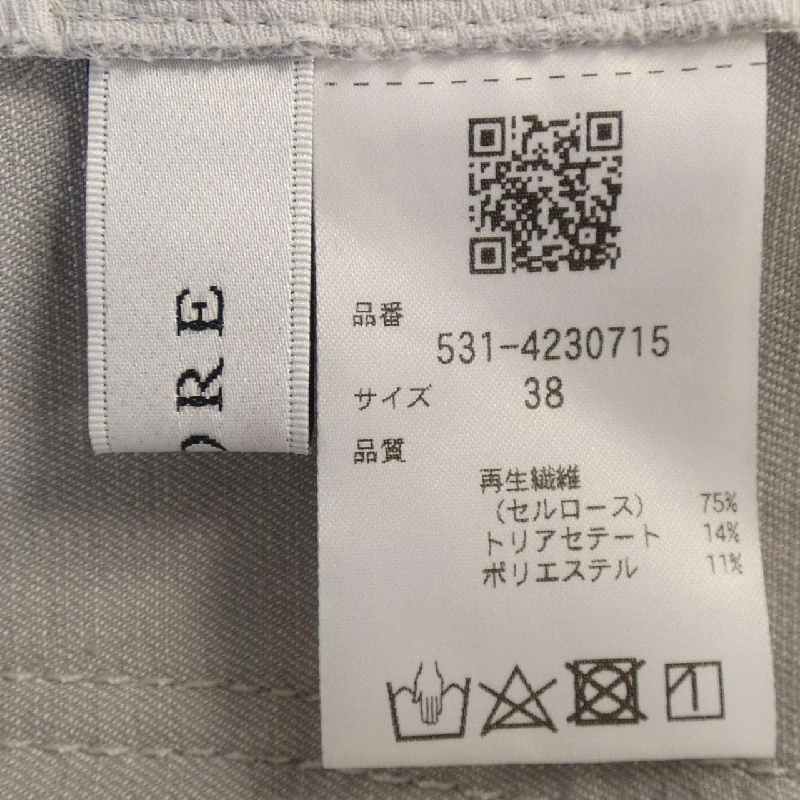 ORE
品番
531-4230715
サイズ 38
品質
再生繊維
(セルロース) 75%
トリアセテート 14%
ポリエステル 11%